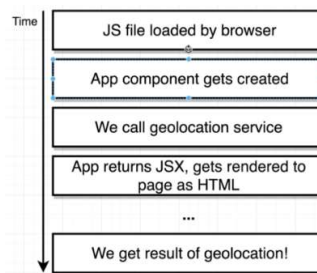 Time
JS file loaded by browser
App component gets created
We call geolocation service
App returns JSX, gets rendered to
page as HTML
...
We get result of geolocation!